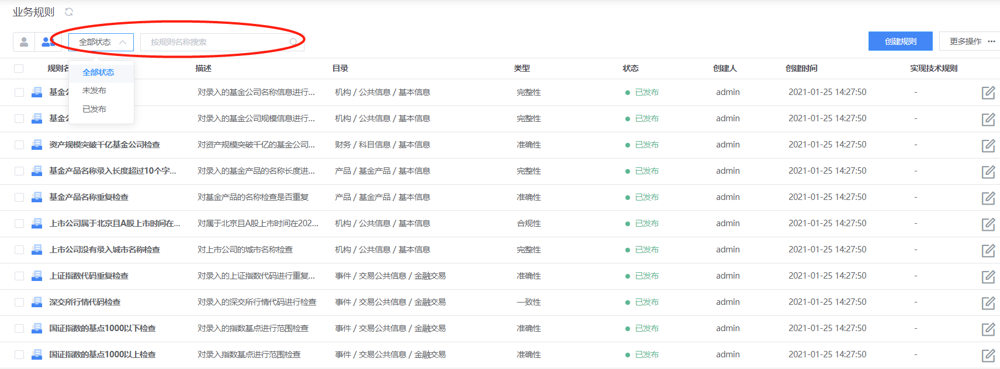 业务规则
全部状态 按规则名称搜索 创建规则 更多操作 ···
全部状态
未发布
已发布
规则名 描述 目录 类型 状态 创建人 创建时间 实现技术规则
基金公 对录入的基金公司名称信息进行... 机构 / 公共信息 / 基本信息 完整性 已发布 admin 2021-01-25 14:27:50 -
基金公 对录入的基金公司规模信息进行... 机构 / 公共信息 / 基本信息 完整性 已发布 admin 2021-01-25 14:27:50 -
资产规模突破千亿基金公司检查 对资产规模突破千亿的基金公司... 财务 / 科目信息 / 基本信息 准确性 已发布 admin 2021-01-25 14:27:50 -
基金产品名称录入长度超过10个字... 对录入的基金产品的名称长度进... 产品 / 基金产品 / 基本信息 完整性 已发布 admin 2021-01-25 14:27:50 -
基金产品名称重复检查 对基金产品的名称检查是否重复 产品 / 基金产品 / 基本信息 准确性 已发布 admin 2021-01-25 14:27:50 -
上市公司属于北京且A股上市时间在... 对属于北京且A股上市时间在202... 机构 / 公共信息 / 基本信息 合规性 已发布 admin 2021-01-25 14:27:50 -
上市公司没有录入城市名称检查 对上市公司的城市名称检查 机构 / 公共信息 / 基本信息 完整性 已发布 admin 2021-01-25 14:27:50 -
上证指数代码重复检查 对录入的上证指数代码进行重复... 事件 / 交易公共信息 / 金融交易 准确性 已发布 admin 2021-01-25 14:27:50 -
深交所行情代码检查 对录入的深交所行情代码进行检查 事件 / 交易公共信息 / 金融交易 一致性 已发布 admin 2021-01-25 14:27:50 -
国证指数的基点1000以下检查 对录入的指数基点进行范围检查 事件 / 交易公共信息 / 金融交易 准确性 已发布 admin 2021-01-25 14:27:50 -
国证指数的基点1000以上检查 对录入指数基点进行范围检查 事件 / 交易公共信息 / 金融交易 准确性 已发布 admin 2021-01-25 14:27:50 -